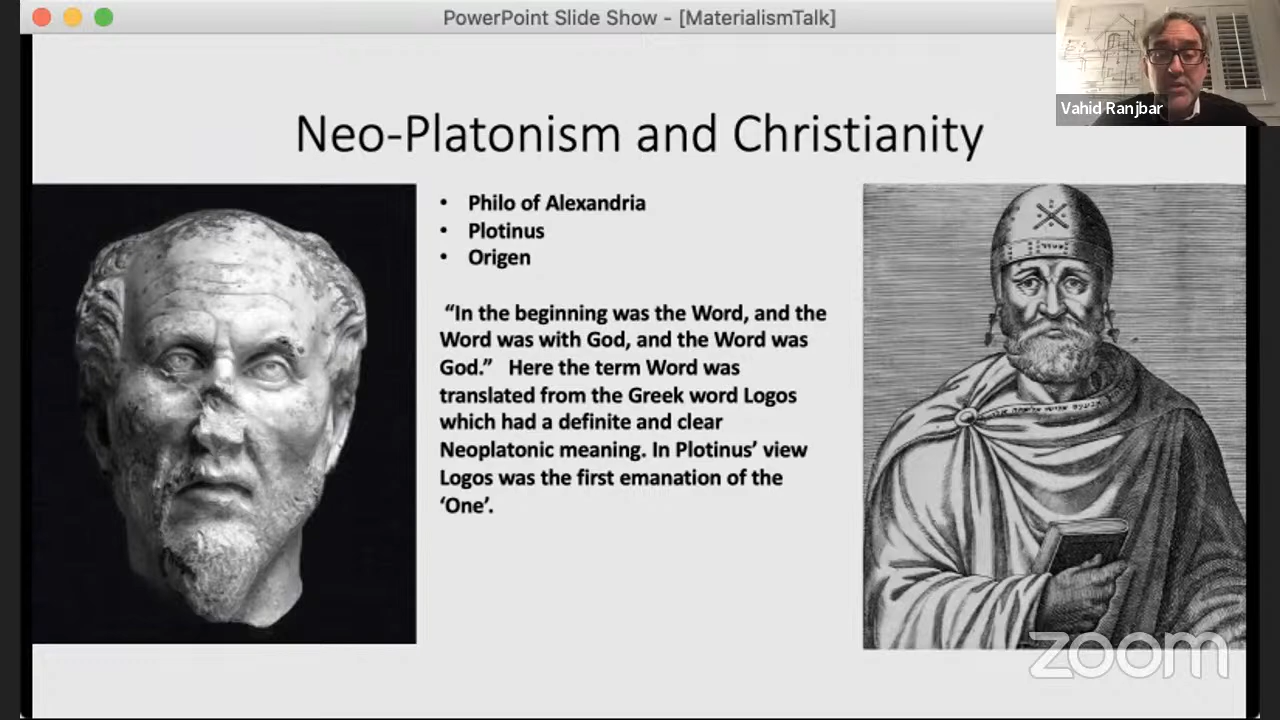 PowerPoint Slide Show - [MaterialismTalk]
Vahid Ranjbar
Neo-Platonism and Christianity
• Philo of Alexandria
• Plotinus
• Origen
“In the beginning was the Word, and the
Word was with God, and the Word was
God.” Here the term Word was
translated from the Greek word Logos
which had a definite and clear
Neoplatonic meaning. In Plotinus’ view
Logos was the first emanation of the
‘One’.
zoom